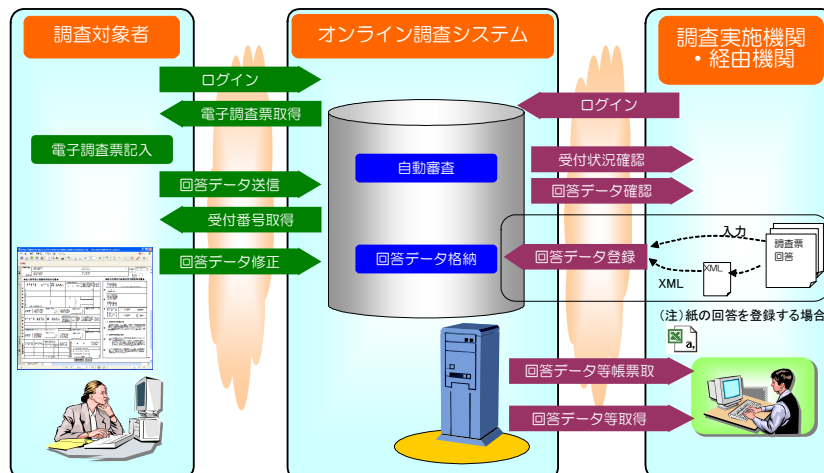 調査対象者
オンライン調査システム
調査実施機関
・経由機関
ログイン
電子調査票取得
電子調査票記入
回答データ送信
受付番号取得
回答データ修正
自動審査
回答データ格納
ログイン
受付状況確認
回答データ確認
回答データ登録
入力
調査票
回答
XML
XML
(注)紙の回答を登録する場合
a,
回答データ等帳票取
回答データ等取得